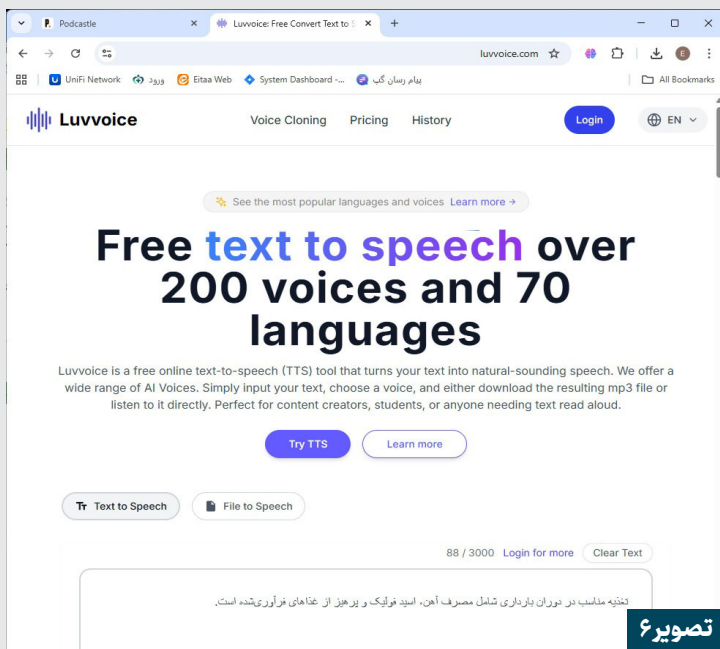 Podcastle
Luvvoice: Free Convert Text to S
luvvoice.com
E
UniFi Network
ورود
Eitaa Web
System Dashboard -...
پیام رسان گپ
All Bookmarks
Luvvoice
Voice Cloning
Pricing
History
Login
EN
See the most popular languages and voices Learn more →
Free text to speech over
200 voices and 70
languages
Luvvoice is a free online text-to-speech (TTS) tool that turns your text into natural-sounding speech. We offer a
wide range of AI Voices. Simply input your text, choose a voice, and either download the resulting mp3 file or
listen to it directly. Perfect for content creators, students, or anyone needing text read aloud.
Try TTS
Learn more
Text to Speech
File to Speech
88 / 3000 Login for more Clear Text
تغذیه مناسب در دوران بارداری شامل مصرف آهن، اسید فولیک و پرهیز از غذاهای فرآوری‌شده است.
تصویر۶